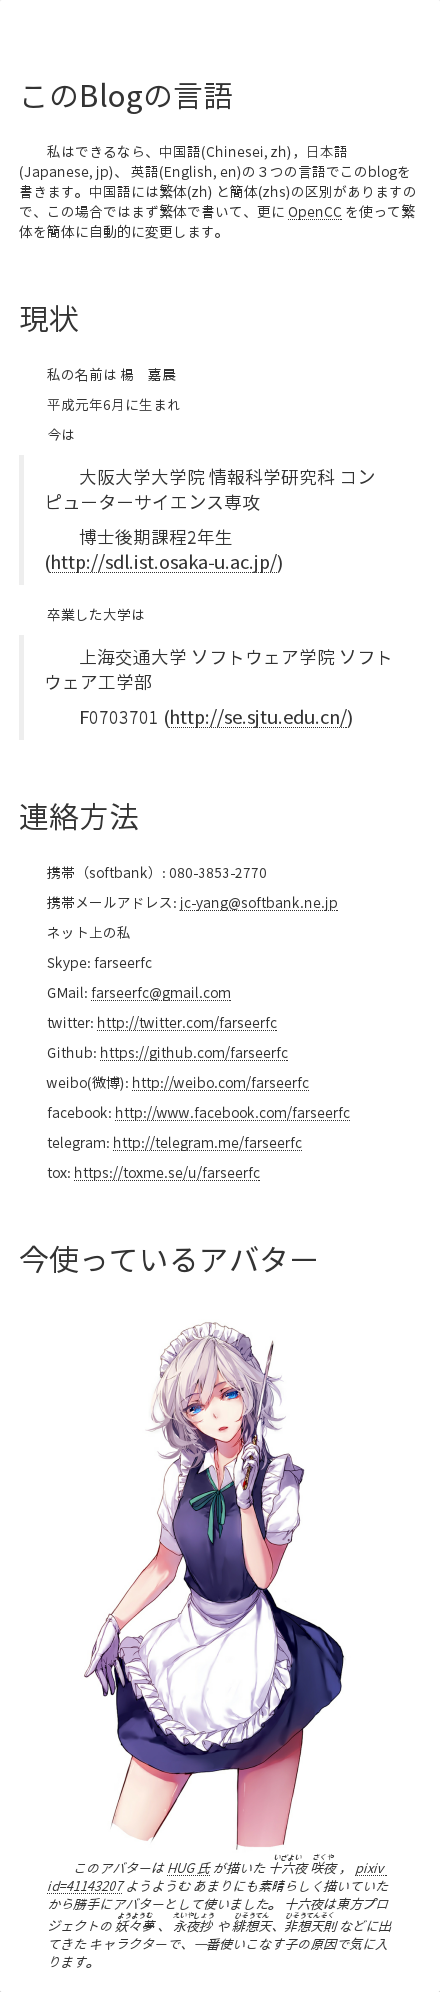 このBlogの言語
私はできるなら、中国語(Chinesei, zh)，日本語
(Japanese, jp)、 英語(English, en)の３つの言語でこのblogを
書きます。中国語には繁体(zh) と簡体(zhs)の区別がありますの
で、この場合ではまず繁体で書いて、更に OpenCC を使って繁
体を簡体に自動的に変更します。
現状
私の名前は 楊　嘉晨
平成元年6月に生まれ
今は
大阪大学大学院 情報科学研究科 コン
ピューターサイエンス専攻
博士後期課程2年生
(http://sdl.ist.osaka-u.ac.jp/)
卒業した大学は
上海交通大学 ソフトウェア学院 ソフト
ウェア工学部
F0703701 (http://se.sjtu.edu.cn/)
連絡方法
携帯（softbank）: 080-3853-2770
携帯メールアドレス: jc-yang@softbank.ne.jp
ネット上の私
Skype: farseerfc
GMail: farseerfc@gmail.com
twitter: http://twitter.com/farseerfc
Github: https://github.com/farseerfc
weibo(微博): http://weibo.com/farseerfc
facebook: http://www.facebook.com/farseerfc
telegram: http://telegram.me/farseerfc
tox: https://toxme.se/u/farseerfc
今使っているアバター
いざよい さくや
このアバターは HUG 氏 が描いた 十六夜 咲夜 ， pixiv
id=41143207 ようようむ あまりにも素晴らしく描いていた
から勝手にアバターとして使いました。 十六夜は東方プロ
ようようむ えいやしょう ひそうてん ひそうてんそく
ジェクトの 妖々夢 、 永夜抄 や 緋想天、非想天則 などに出
てきた キャラクターで、一番使いこなす子の原因で気に入
ります。